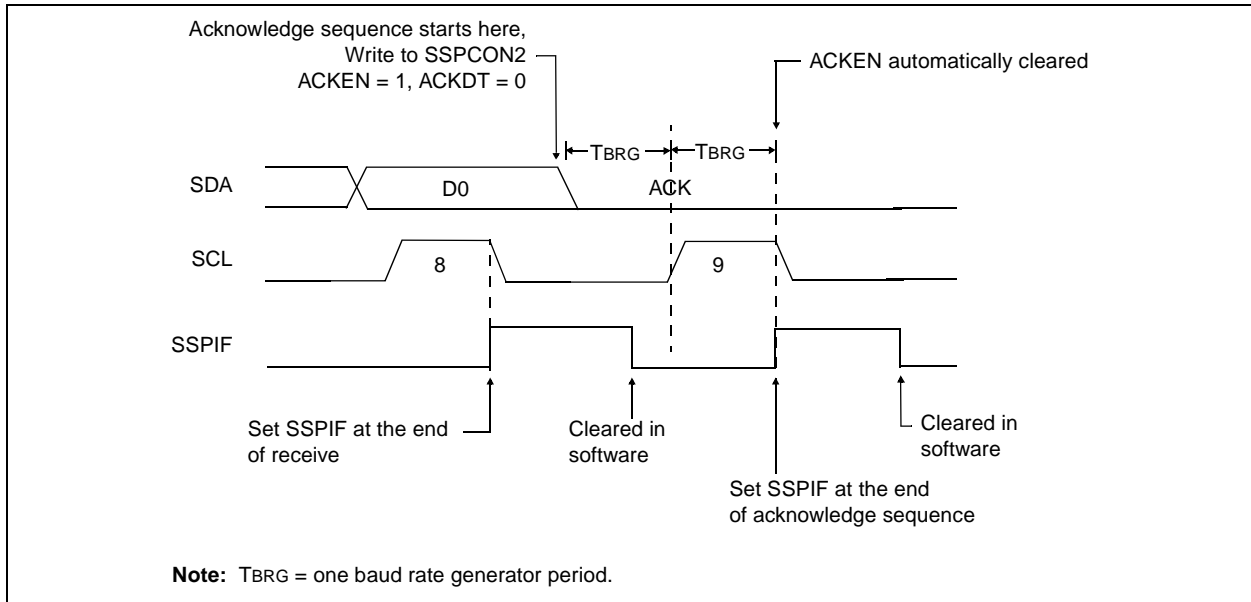 Acknowledge sequence starts here,
Write to SSPCON2
ACKEN = 1, ACKDT = 0
ACKEN automatically cleared
TBRG
TBRG
SDA
D0
ACK
SCL
8
9
SSPIF
Set SSPIF at the end
of receive
Cleared in
software
Cleared in
software
Set SSPIF at the end
of acknowledge sequence
Note: TBRG = one baud rate generator period.